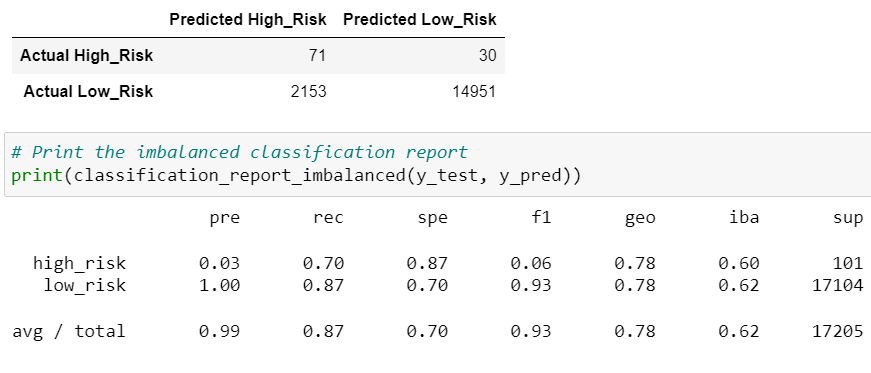 Predicted High_Risk Predicted Low_Risk
Actual High_Risk 71 30
Actual Low_Risk 2153 14951
# Print the imbalanced classification report
print(classification_report_imbalanced(y_test, y_pred))
pre rec spe f1 geo iba sup
high_risk 0.03 0.70 0.87 0.06 0.78 0.60 101
low_risk 1.00 0.87 0.70 0.93 0.78 0.62 17104
avg / total 0.99 0.87 0.70 0.93 0.78 0.62 17205